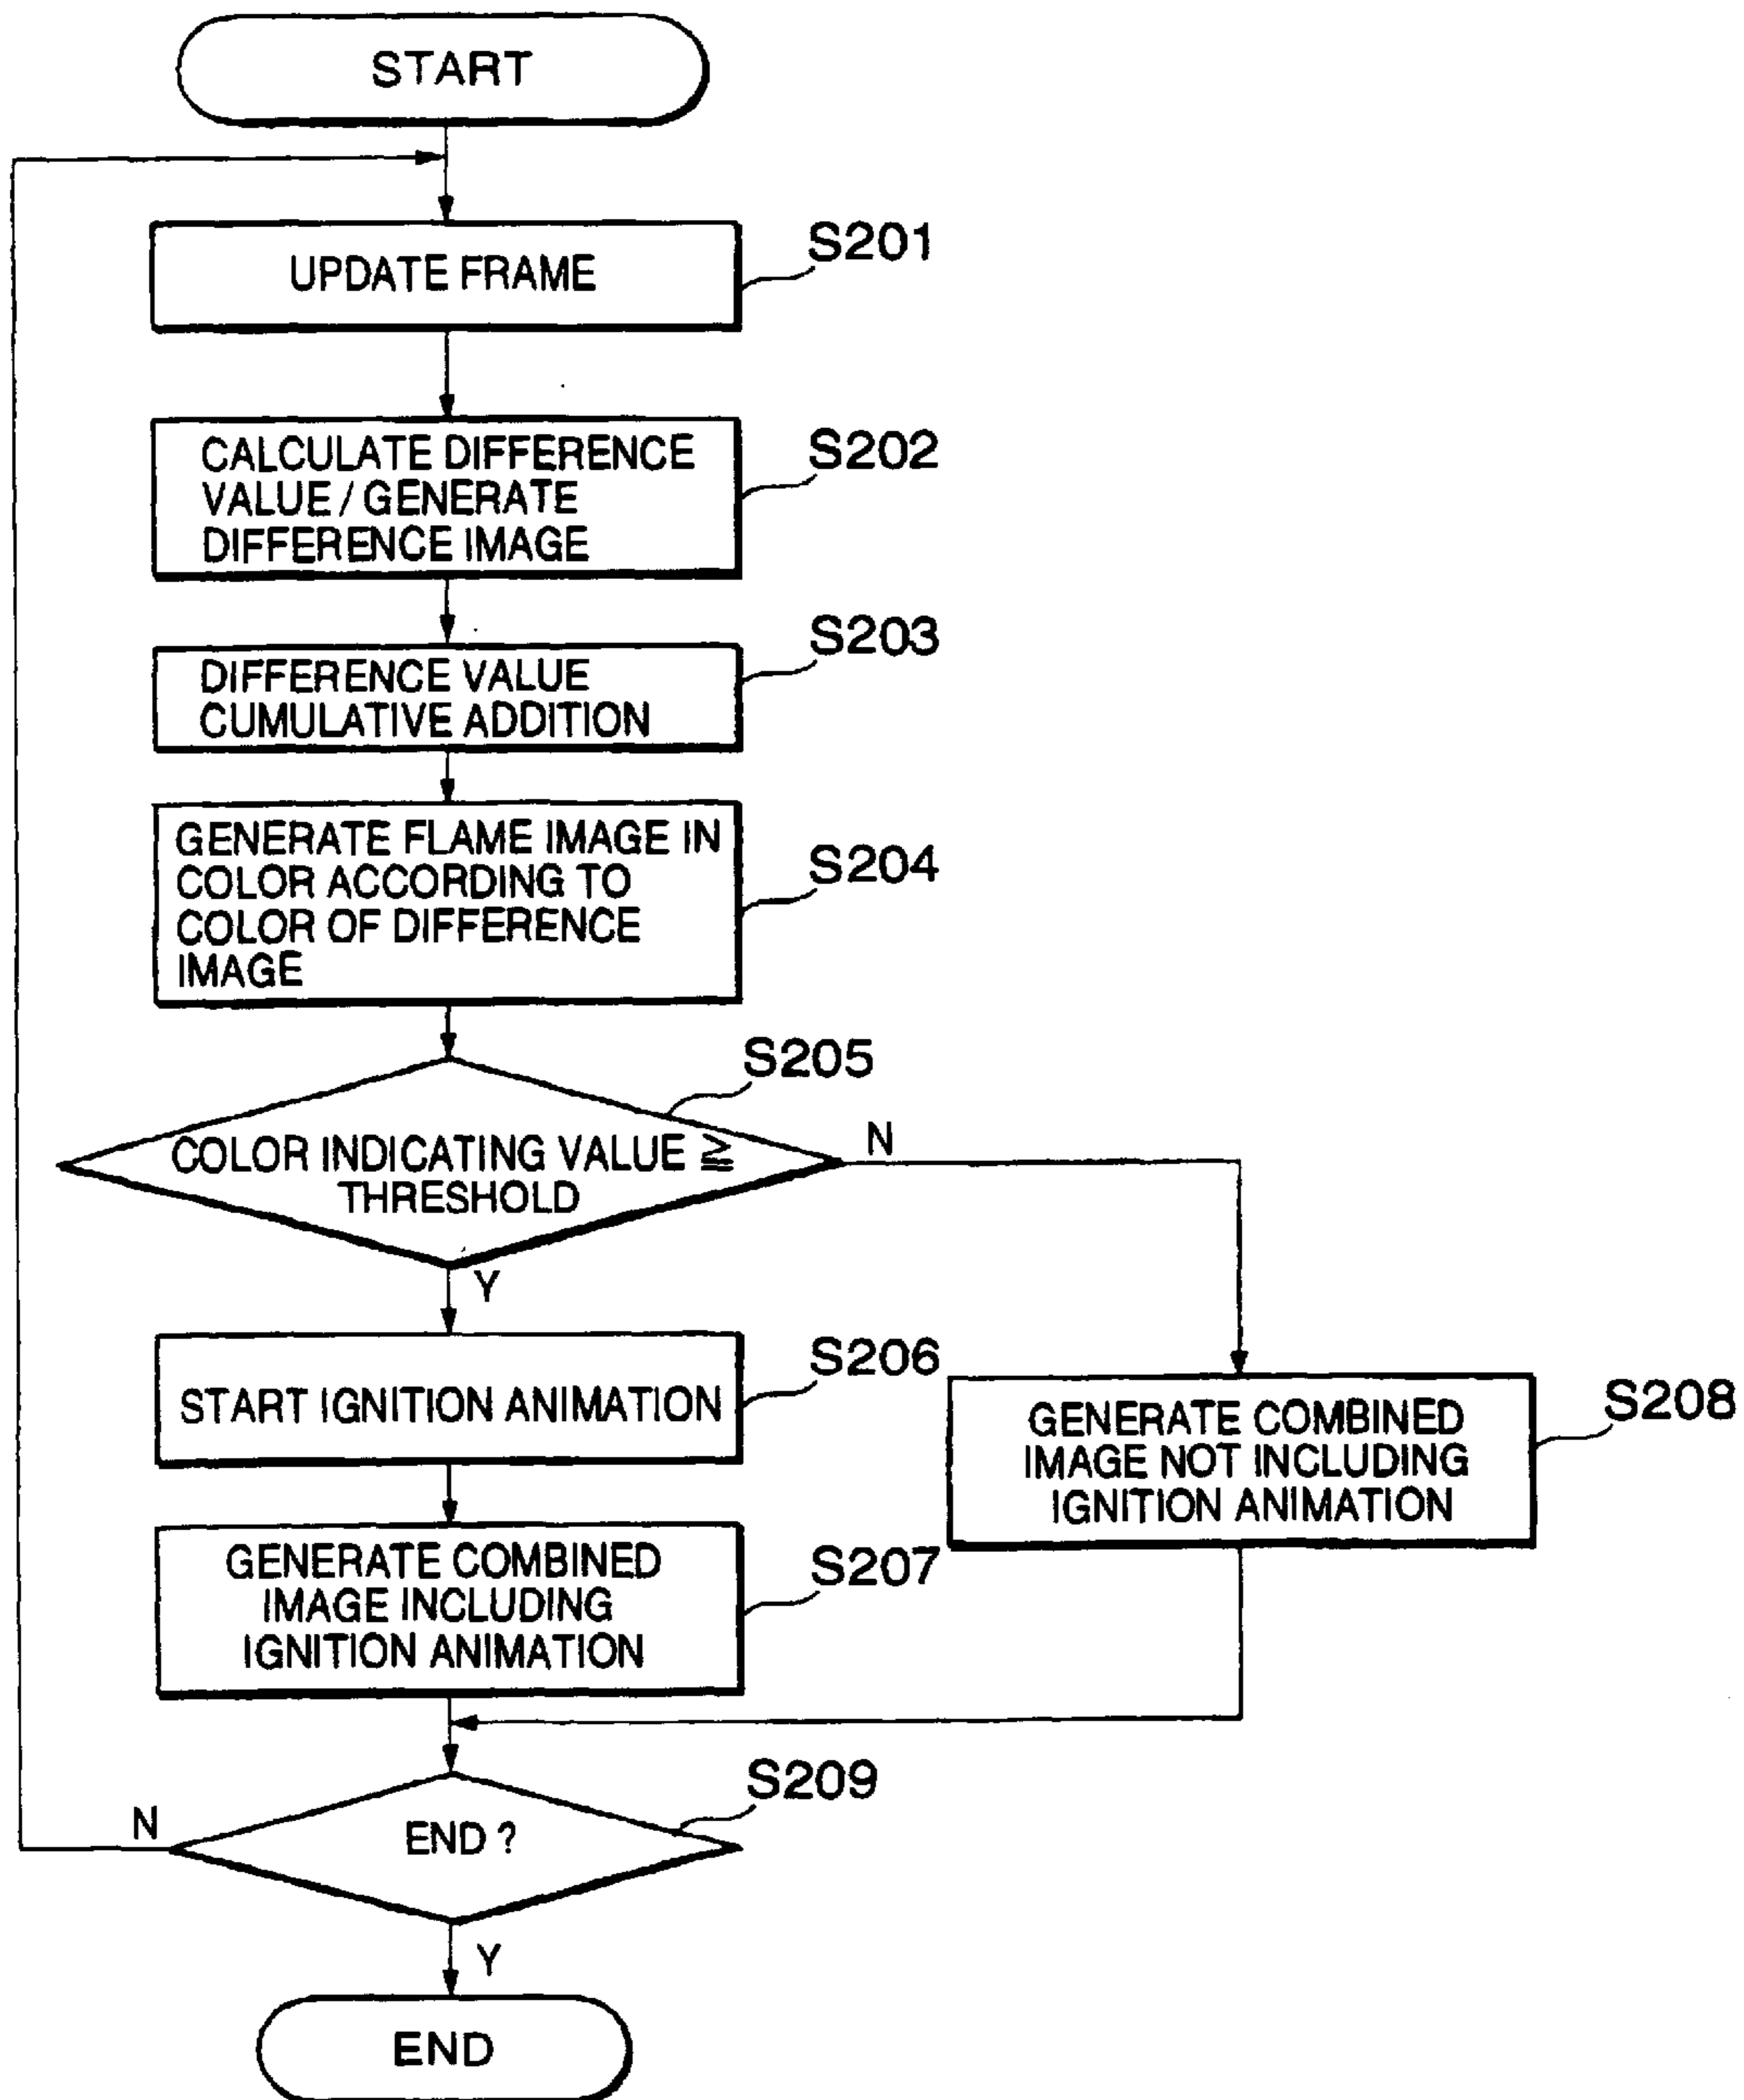 START
UPDATE FRAME
S201
CALCULATE DIFFERENCE
VALUE / GENERATE
DIFFERENCE IMAGE
S202
DIFFERENCE VALUE
CUMULATIVE ADDITION
S203
GENERATE FLAME IMAGE IN
COLOR ACCORDING TO
COLOR OF DIFFERENCE
IMAGE
S204
S205
COLOR INDICATING VALUE ≧
THRESHOLD
N
Y
START IGNITION ANIMATION
S206
GENERATE COMBINED
IMAGE NOT INCLUDING
IGNITION ANIMATION
S208
GENERATE COMBINED
IMAGE INCLUDING
IGNITION ANIMATION
S207
S209
END ?
N
Y
END